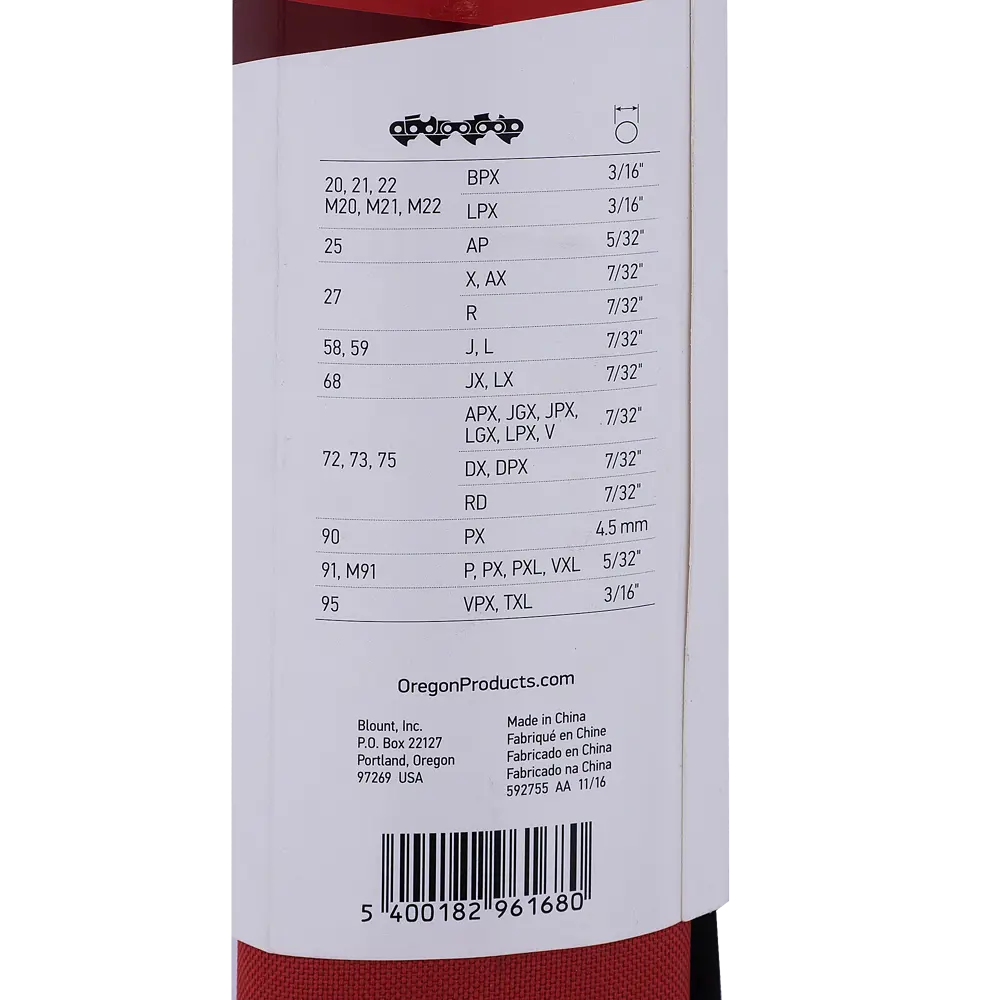 20, 21, 22
M20, M21, M22
BPX 3/16"
LPX 3/16"
25 AP 5/32"
27
X, AX 7/32"
R 7/32"
58, 59 J, L 7/32"
68 JX, LX 7/32"
72, 73, 75
APX, JGX, JPX,
LGX, LPX, V 7/32"
DX, DPX 7/32"
RD 7/32"
90 PX 4.5 mm
91, M91 P, PX, PXL, VXL 5/32"
95 VPX, TXL 3/16"
OregonProducts.com
Blount, Inc.
P.O. Box 22127
Portland, Oregon
97269 USA
Made in China
Fabriqué en Chine
Fabricado en China
Fabricado na China
592755 AA 11/16
5 400182 961680